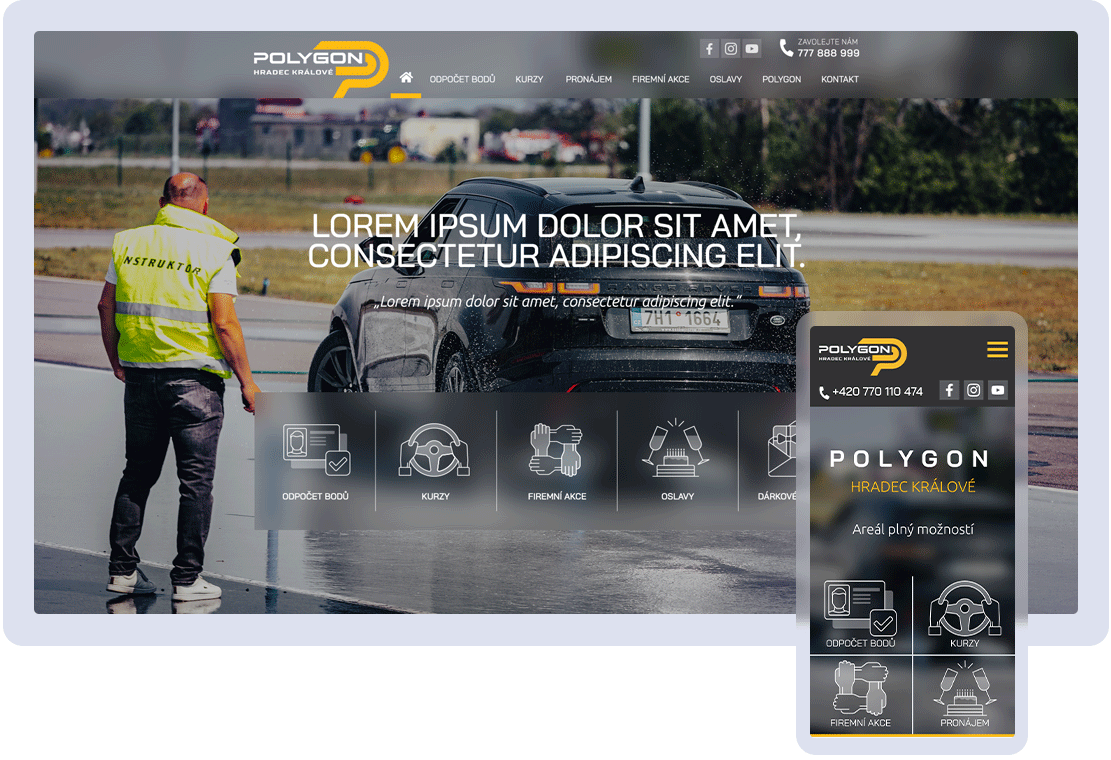 POLYGON
HRADEC KRÁLOVÉ
ZAVOLEJTE NÁM
777 888 999
ODPOČET BODŮ KURZY PRONÁJEM FIREMNÍ AKCE OSLAVY POLYGON KONTAKT
NSTRUKTOR
LOREM IPSUM DOLOR SIT AMET,
CONSECTETUR ADIPISCING ELIT.
„Lorem ipsum dolor sit amet, consectetur adipiscing elit.“
7H1 1664
ODPOČET BODŮ KURZY FIREMNÍ AKCE OSLAVY DÁRKOVÉ
POLYGON
HRADEC KRÁLOVÉ
+420 770 110 474
POLYGON
HRADEC KRÁLOVÉ
Areál plný možností
ODPOČET BODŮ KURZY
FIREMNÍ AKCE PRONÁJEM